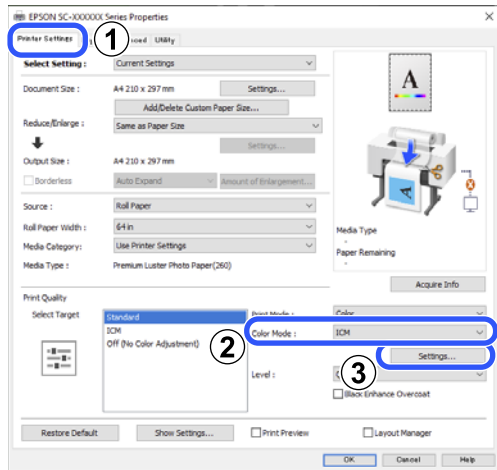 EPSON SC-XXXXXX Series Properties
Printer Settings
1
Utility
Select Setting :
Current Settings
Document Size :
A4 210 x 297 mm
Settings...
Add/Delete Custom Paper Size...
Reduce/Enlarge :
Same as Paper Size
Settings...
Output Size :
A4 210 x 297 mm
Borderless
Auto Expand
Amount of Enlargement...
Source :
Roll Paper
Roll Paper Width :
64 in
Media Category:
Use Printer Settings
Media Type :
Premium Luster Photo Paper(260)
A
A
Media Type
-
Paper Remaining
-
Acquire Info
Print Quality
Select Target
Standard
ICM
Off (No Color Adjustment)
Print Mode :
Color
2
Color Mode :
ICM
3
Settings...
Level :
Black Enhance Overcoat
Restore Default
Show Settings...
Print Preview
Layout Manager
OK
Cancel
Help